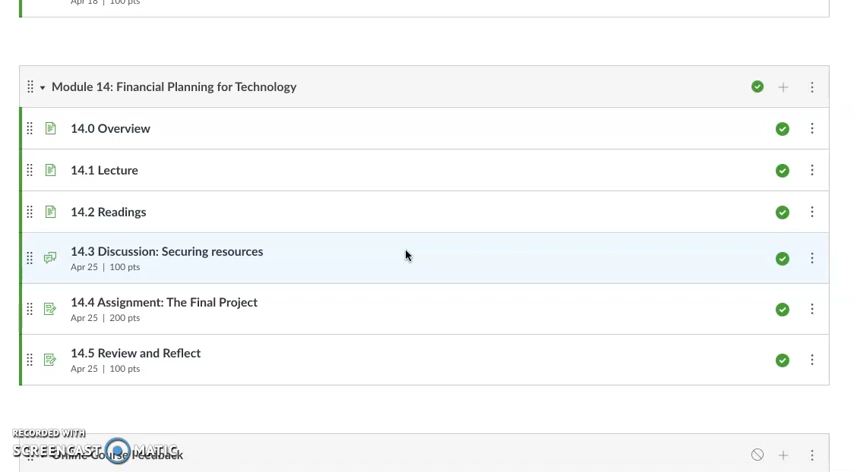 Apr 18 | 100 pts
Module 14: Financial Planning for Technology
14.0 Overview
14.1 Lecture
14.2 Readings
14.3 Discussion: Securing resources
Apr 25 | 100 pts
14.4 Assignment: The Final Project
Apr 25 | 200 pts
14.5 Review and Reflect
Apr 25 | 100 pts
RECORDED WITH
SCREENCAST MATIC
Online Course Feedback